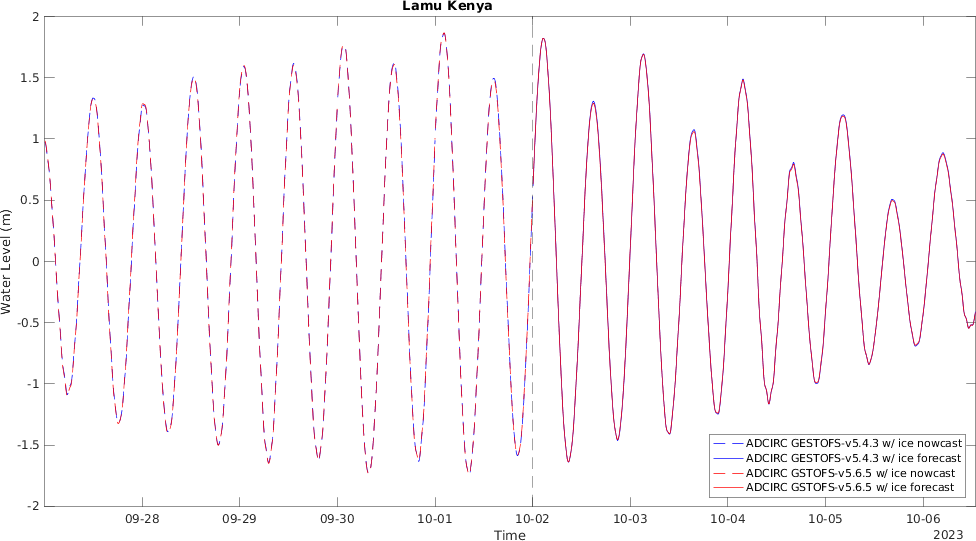 Lamu Kenya
2
1.5
1
0.5
0
-0.5
-1
-1.5
-2
Water Level (m)
09-28 09-29 09-30 10-01 10-02 10-03 10-04 10-05 10-06
Time
2023
ADCIRC GESTOFS-v5.4.3 w/ ice nowcast
ADCIRC GESTOFS-v5.4.3 w/ ice forecast
ADCIRC GSTOFS-v5.6.5 w/ ice nowcast
ADCIRC GSTOFS-v5.6.5 w/ ice forecast